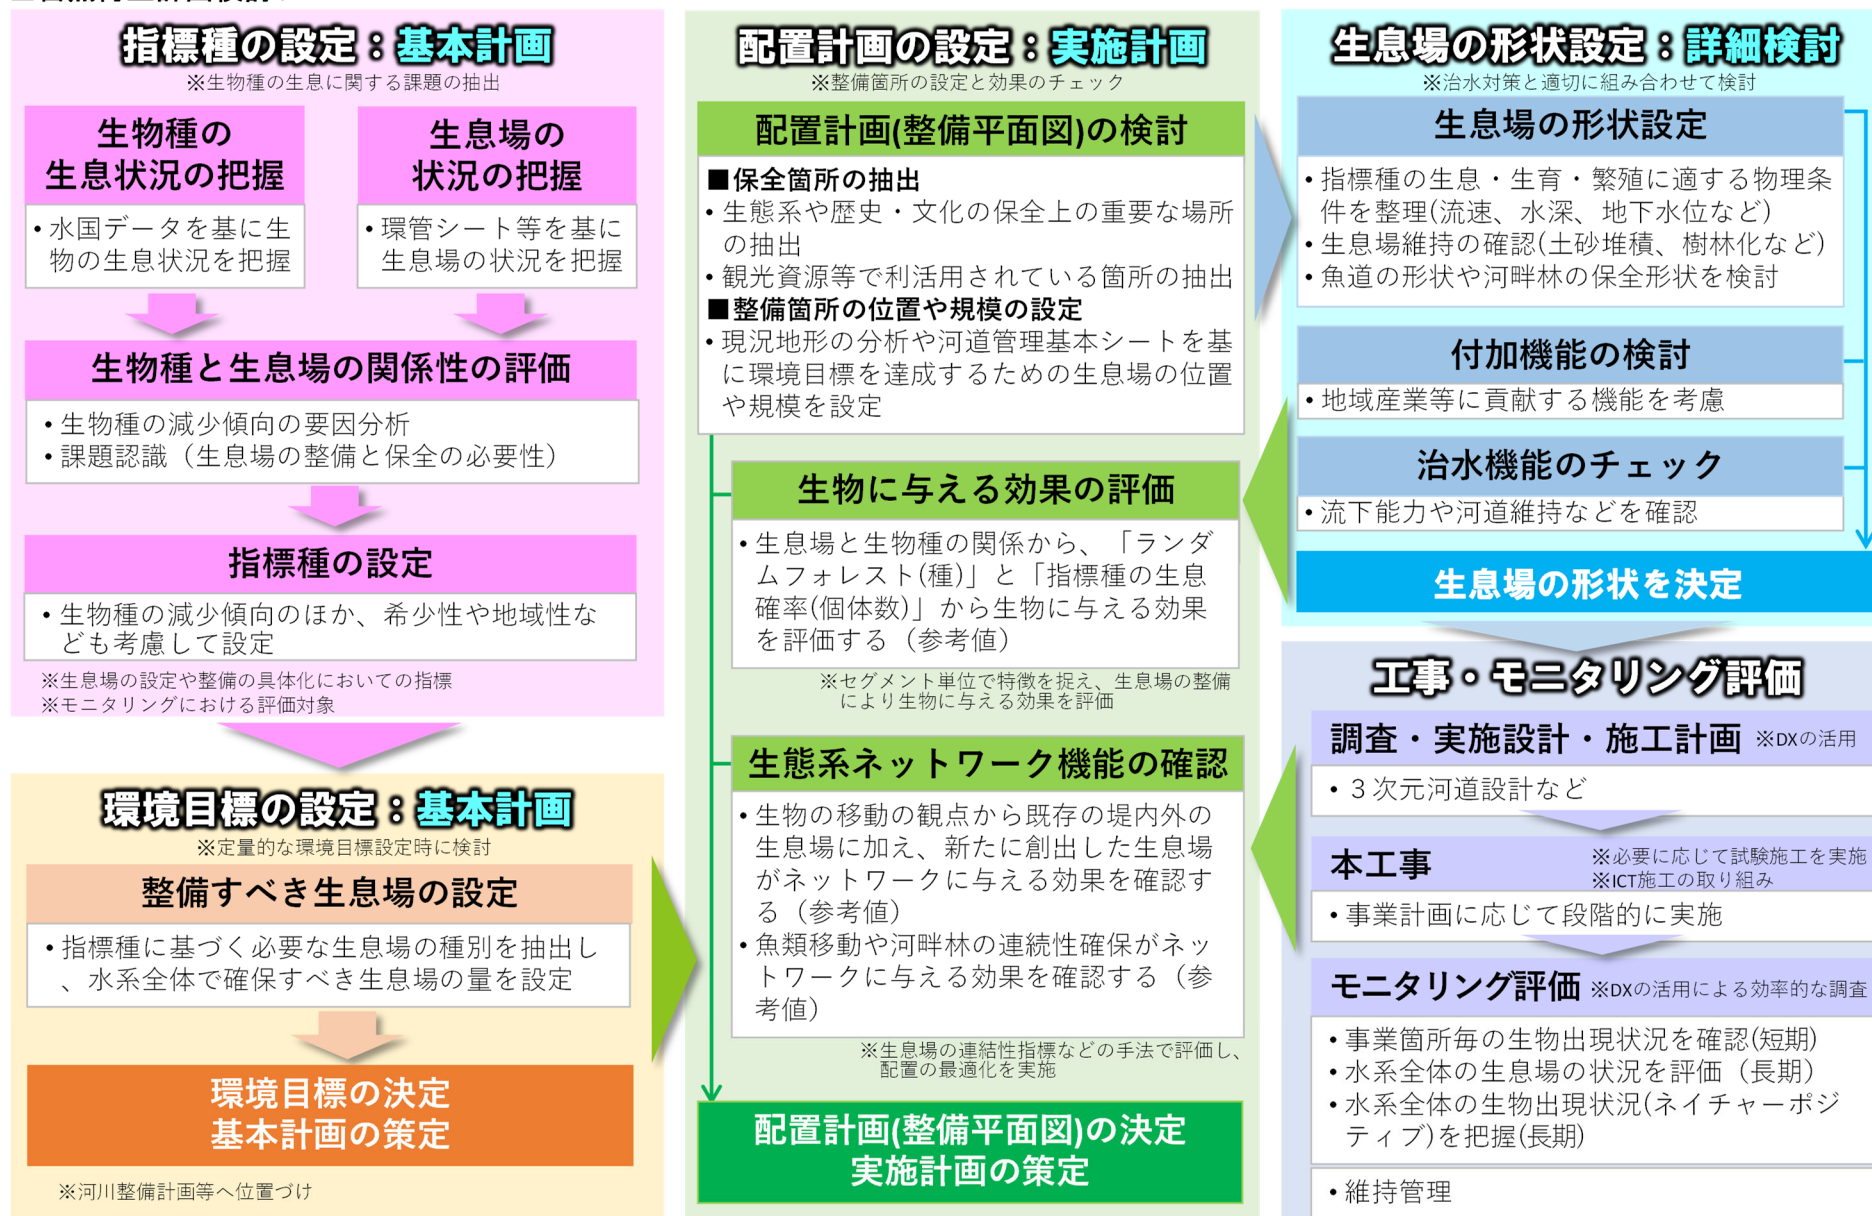 指標種の設定：基本計画
※生物種の生息に関する課題の抽出
生物種の
生息状況の把握
・水国データを基に生
物の生息状況を把握
生息場の
状況の把握
・環管シート等を基に
生息場の状況を把握
生物種と生息場の関係性の評価
・生物種の減少傾向の要因分析
・課題認識（生息場の整備と保全の必要性）
指標種の設定
・生物種の減少傾向のほか、希少性や地域性な
ども考慮して設定
※生息場の設定や整備の具体化においての指標
※モニタリングにおける評価対象
環境目標の設定：基本計画
※定量的な環境目標設定時に検討
整備すべき生息場の設定
・指標種に基づく必要な生息場の種別を抽出し
、水系全体で確保すべき生息場の量を設定
環境目標の決定
基本計画の策定
※河川整備計画等へ位置づけ
配置計画の設定：実施計画
※整備箇所の設定と効果のチェック
配置計画(整備平面図)の検討
■保全箇所の抽出
・生態系や歴史・文化の保全上の重要な場所
の抽出
・観光資源等で利活用されている箇所の抽出
■整備箇所の位置や規模の設定
・現況地形の分析や河道管理基本シートを基
に環境目標を達成するための生息場の位置
や規模を設定
生物に与える効果の評価
・生息場と生物種の関係から、「ランダ
ムフォレスト(種)」と「指標種の生息
確率(個体数)」から生物に与える効果
を評価する（参考値）
※セグメント単位で特徴を捉え、生息場の整備
により生物に与える効果を評価
生態系ネットワーク機能の確認
・生物の移動の観点から既存の堤内外の
生息場に加え、新たに創出した生息場
がネットワークに与える効果を確認す
る（参考値）
・魚類移動や河畔林の連続性確保がネッ
トワークに与える効果を確認する（参
考値）
※生息場の連結性指標などの手法で評価し、
配置の最適化を実施
配置計画(整備平面図)の決定
実施計画の策定
生息場の形状設定：詳細検討
※治水対策と適切に組み合わせて検討
生息場の形状設定
・指標種の生息・生育・繁殖に適する物理条
件を整理(流速、水深、地下水位など)
・生息場維持の確認(土砂堆積、樹林化など)
・魚道の形状や河畔林の保全形状を検討
付加機能の検討
・地域産業等に貢献する機能を考慮
治水機能のチェック
・流下能力や河道維持などを確認
生息場の形状を決定
工事・モニタリング評価
調査・実施設計・施工計画 ※DXの活用
・３次元河道設計など
本工事
※必要に応じて試験施工を実施
※ICT施工の取り組み
・事業計画に応じて段階的に実施
モニタリング評価 ※DXの活用による効率的な調査
・事業箇所毎の生物出現状況を確認(短期)
・水系全体の生息場の状況を評価（長期）
・水系全体の生物出現状況(ネイチャーポジ
ティブ)を把握(長期)
・維持管理